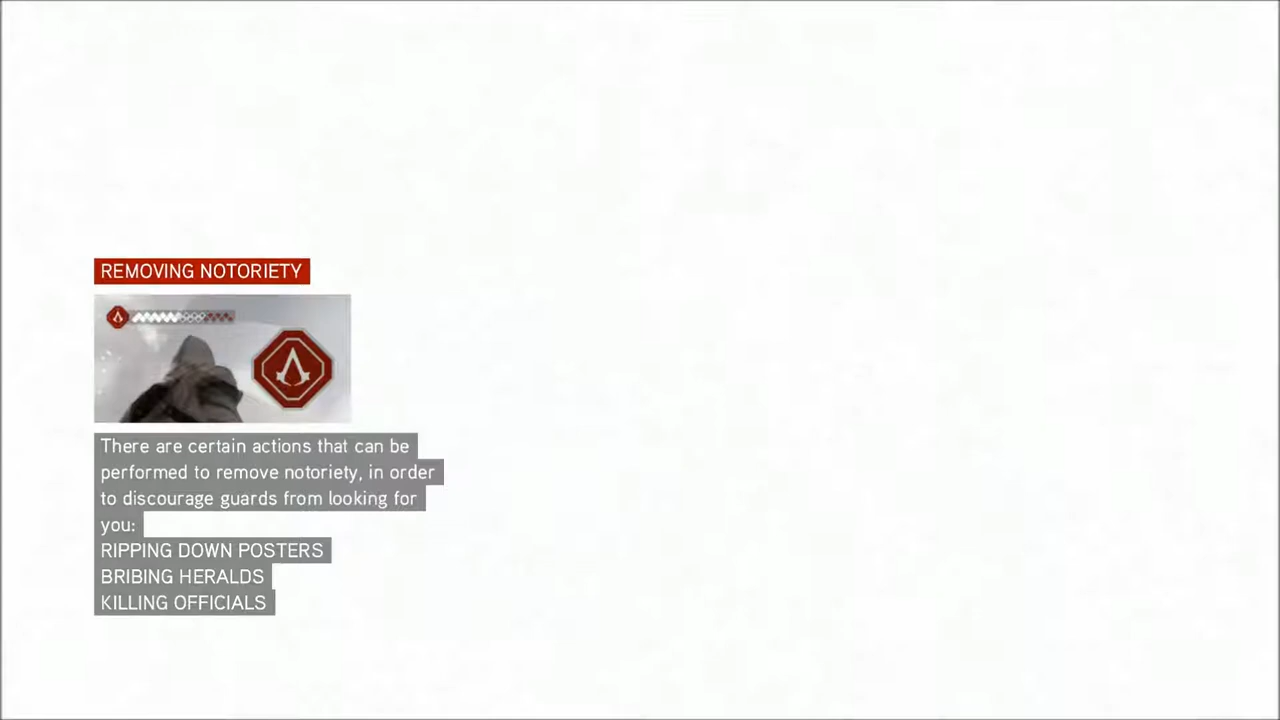 REMOVING NOTORIETY
There are certain actions that can be
performed to remove notoriety, in order
to discourage guards from looking for
you:
RIPPING DOWN POSTERS
BRIBING HERALDS
KILLING OFFICIALS